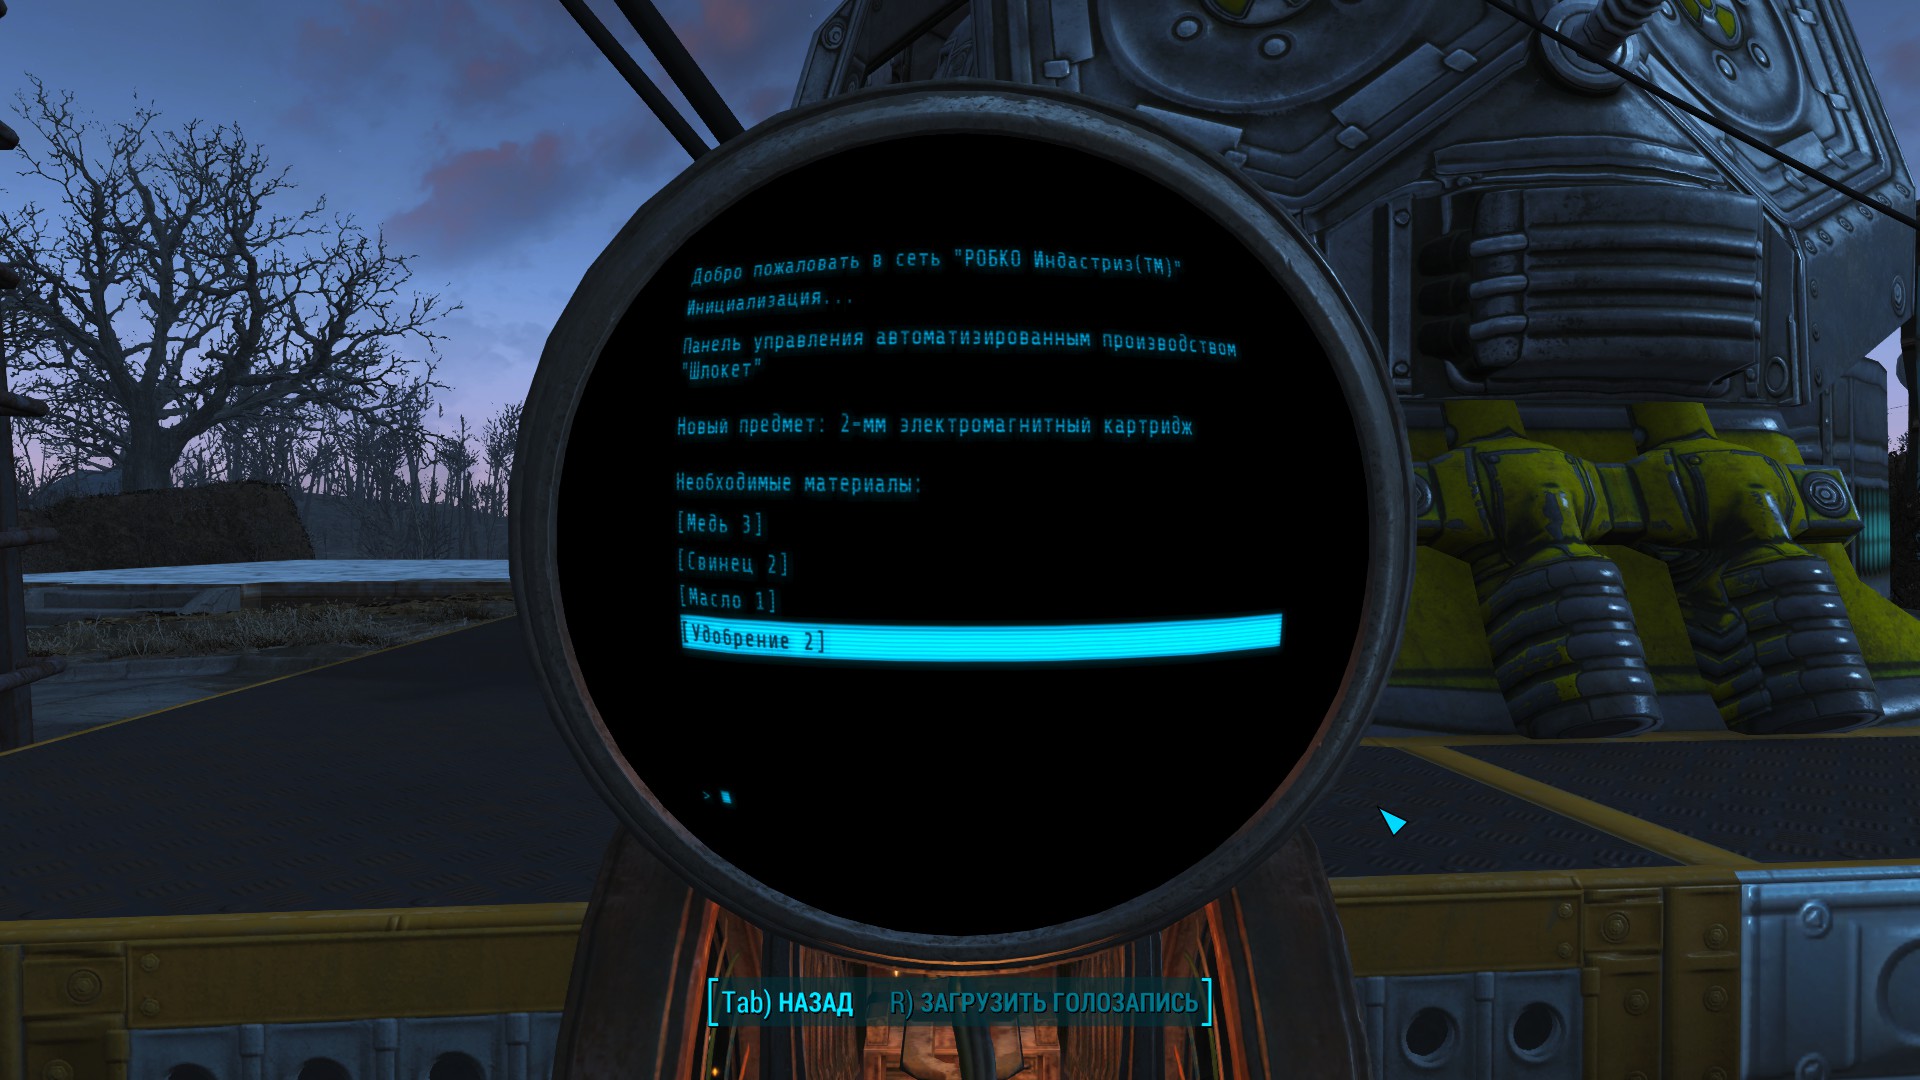 Добро пожаловать в сеть "РОБКО Индастриз(ТМ)"
Инициализация...
Панель управления автоматизированным производством
"Шлокет"
Новый предмет: 2-мм электромагнитный картридж
Необходимые материалы:
[Медь 3]
[Свинец 2]
[Масло 1]
[Удобрение 2]
>
Tab) НАЗАД R) ЗАГРУЗИТЬ ГОЛОЗАПИСЬ